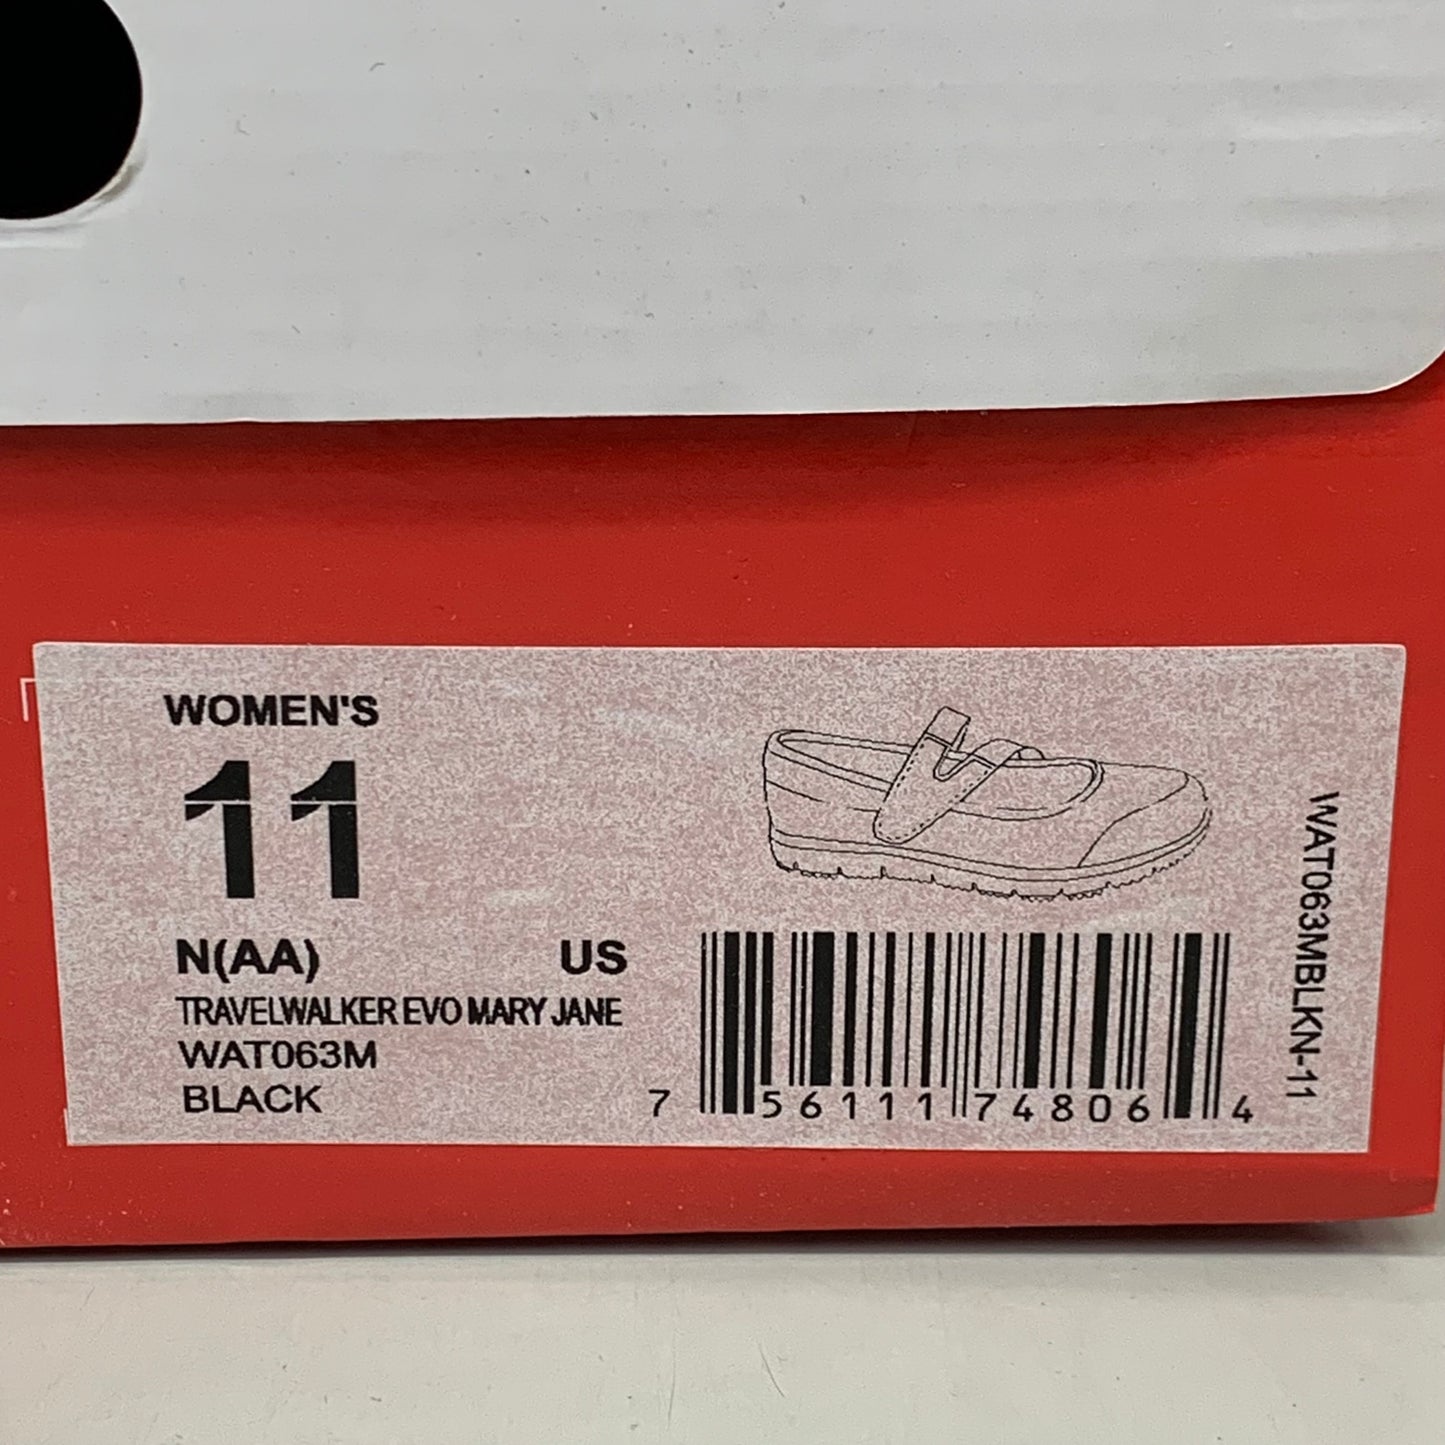 WOMEN'S
11
N(AA) US
TRAVELWALKER EVO MARY JANE
WAT063M
BLACK
7 56111 74806 4
WAT063MBLKN-11